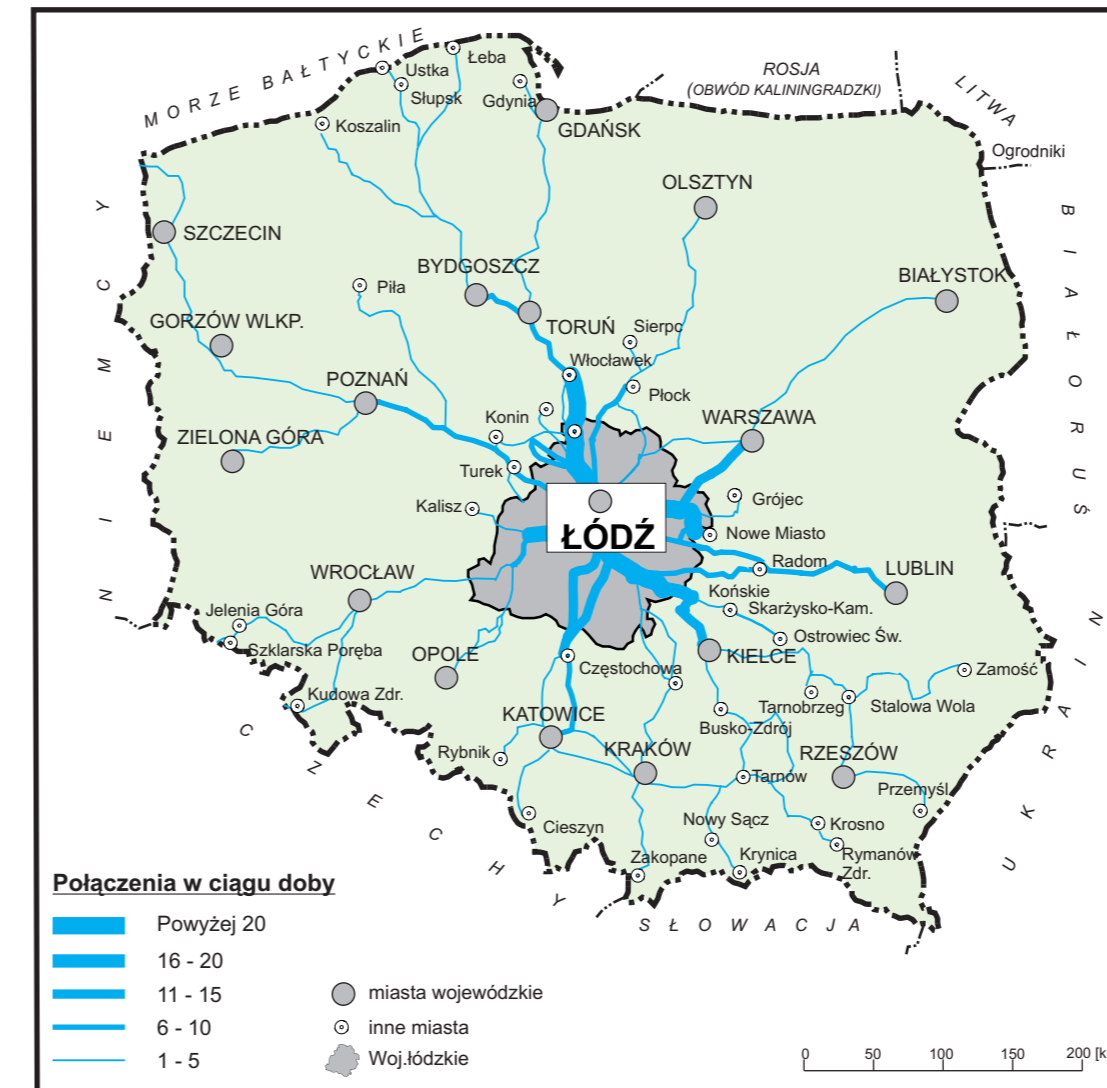 MORZE BAŁTYCKIE
Łeba
Ustka
Słupsk
Gdynia
ROSJA
(OBWÓD KALININGRADZKI)
LITWA
Koszalin
GDAŃSK
Ogrodniki
OLSZTYN
BIAŁORUŚ
NIEMCY
SZCZECIN
BYDGOSZCZ
BIAŁYSTOK
Piła
GORZÓW WLKP.
TORUŃ
Sierpc
Włocławek
POZNAŃ
Płock
Konin
WARSZAWA
ZIELONA GÓRA
Turek
Kalisz
Grójec
ŁÓDŹ
Nowe Miasto
Radom
WROCŁAW
LUBLIN
Końskie
Jelenia Góra
Skarżysko-Kam.
Szklarska Poręba
Ostrowiec Św.
OPOLE
Częstochowa
KIELCE
Zamość
Kudowa Zdr.
Tarnobrzeg
Stalowa Wola
KATOWICE
Busko-Zdrój
Rybnik
KRAKÓW
RZESZÓW
Tarnów
Przemyśl
UKRAIN
CZECHY
Cieszyn
Nowy Sącz
Krosno
Zakopane
Krynica
Rymanów
Zdr.
SŁOWACJA
Połączenia w ciągu doby
Powyżej 20
16 - 20
11 - 15
6 - 10
1 - 5
miasta wojewódzkie
inne miasta
Woj.łódzkie
0 50 100 150 200 [k